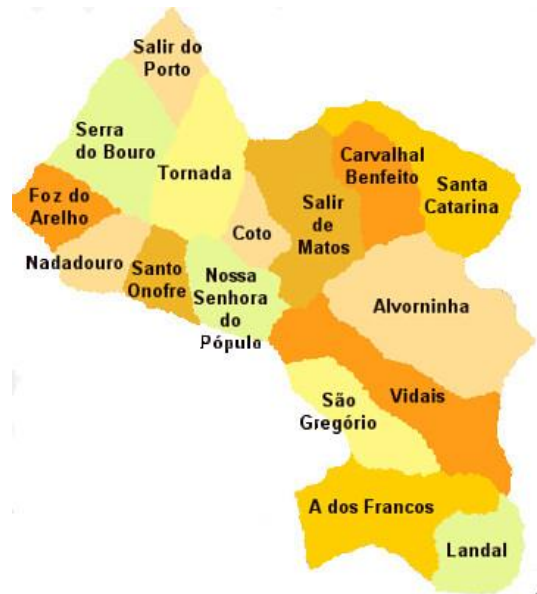 Salir do
Porto
Serra
do Bouro
Tornada
Carvalhal
Benfeito
Santa
Catarina
Foz do
Arelho
Salir
de
Matos
Coto
Nadadouro
Santo
Onofre
Nossa
Senhora
do
Pópulo
Alvorninha
Vidais
São
Gregório
A dos Francos
Landal